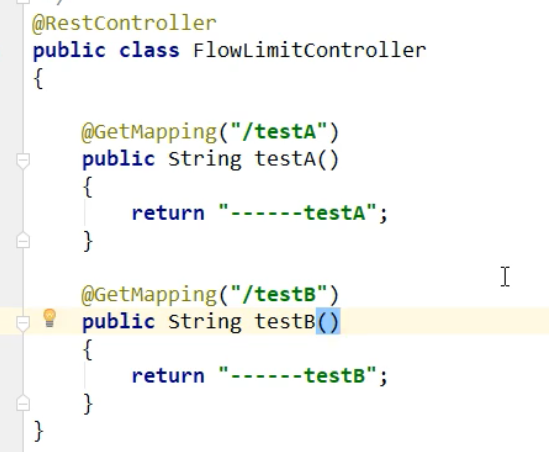 @RestController
public class FlowLimitController
{
@GetMapping("/testA")
public String testA()
{
return "------testA";
}
@GetMapping("/testB")
public String testB()
{
return "------testB";
}
}